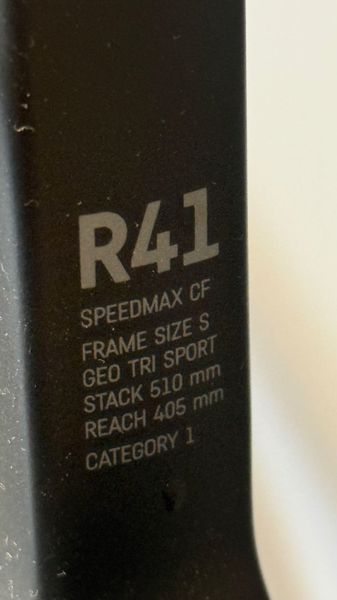 R41
SPEEDMAX CF
FRAME SIZE S
GEO TRI SPORT
STACK 510 mm
REACH 405 mm
CATEGORY 1